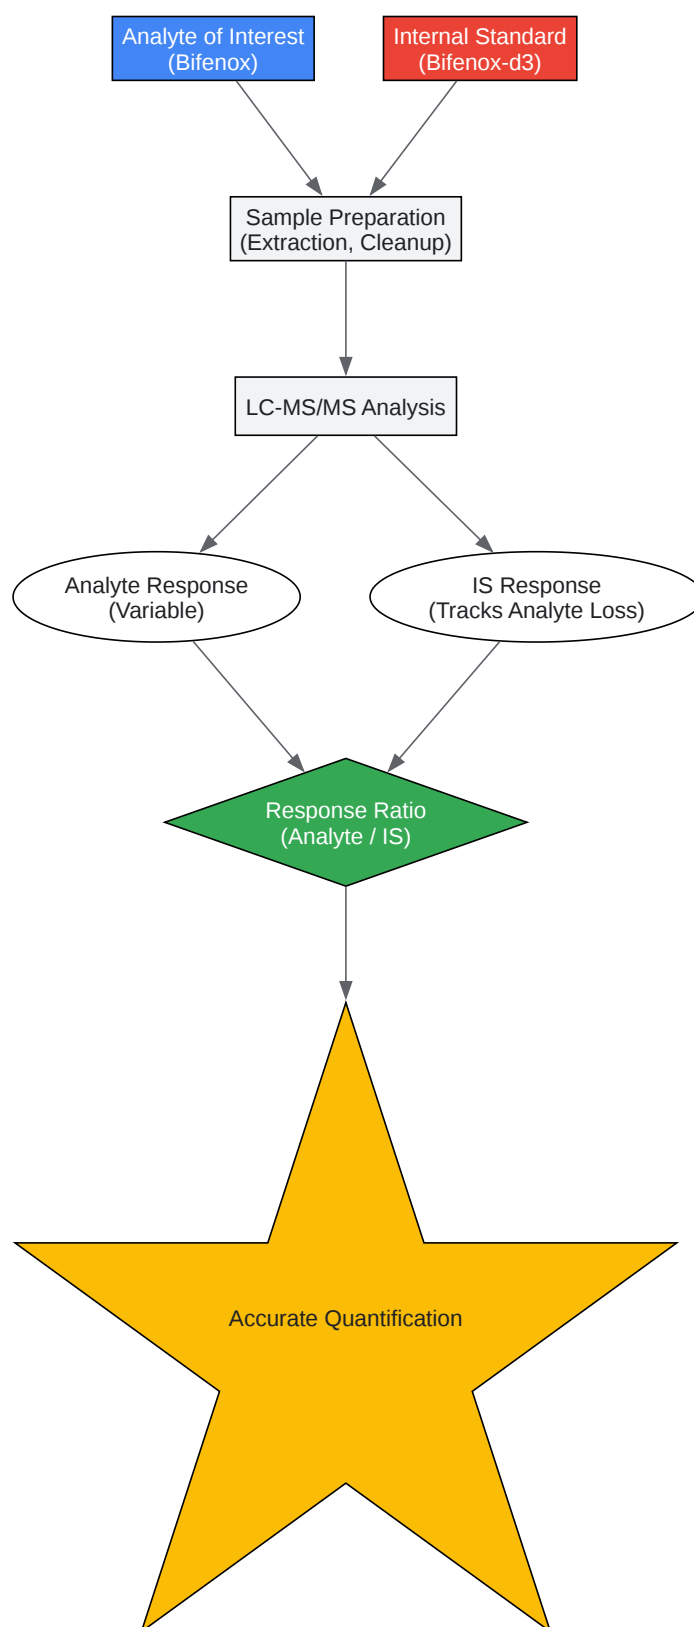 Analyte of Interest
(Bifenox)
Internal Standard
(Bifenox-d3)
Sample Preparation
(Extraction, Cleanup)
LC-MS/MS Analysis
Analyte Response
(Variable)
IS Response
(Tracks Analyte Loss)
Response Ratio
(Analyte / IS)
Accurate Quantification